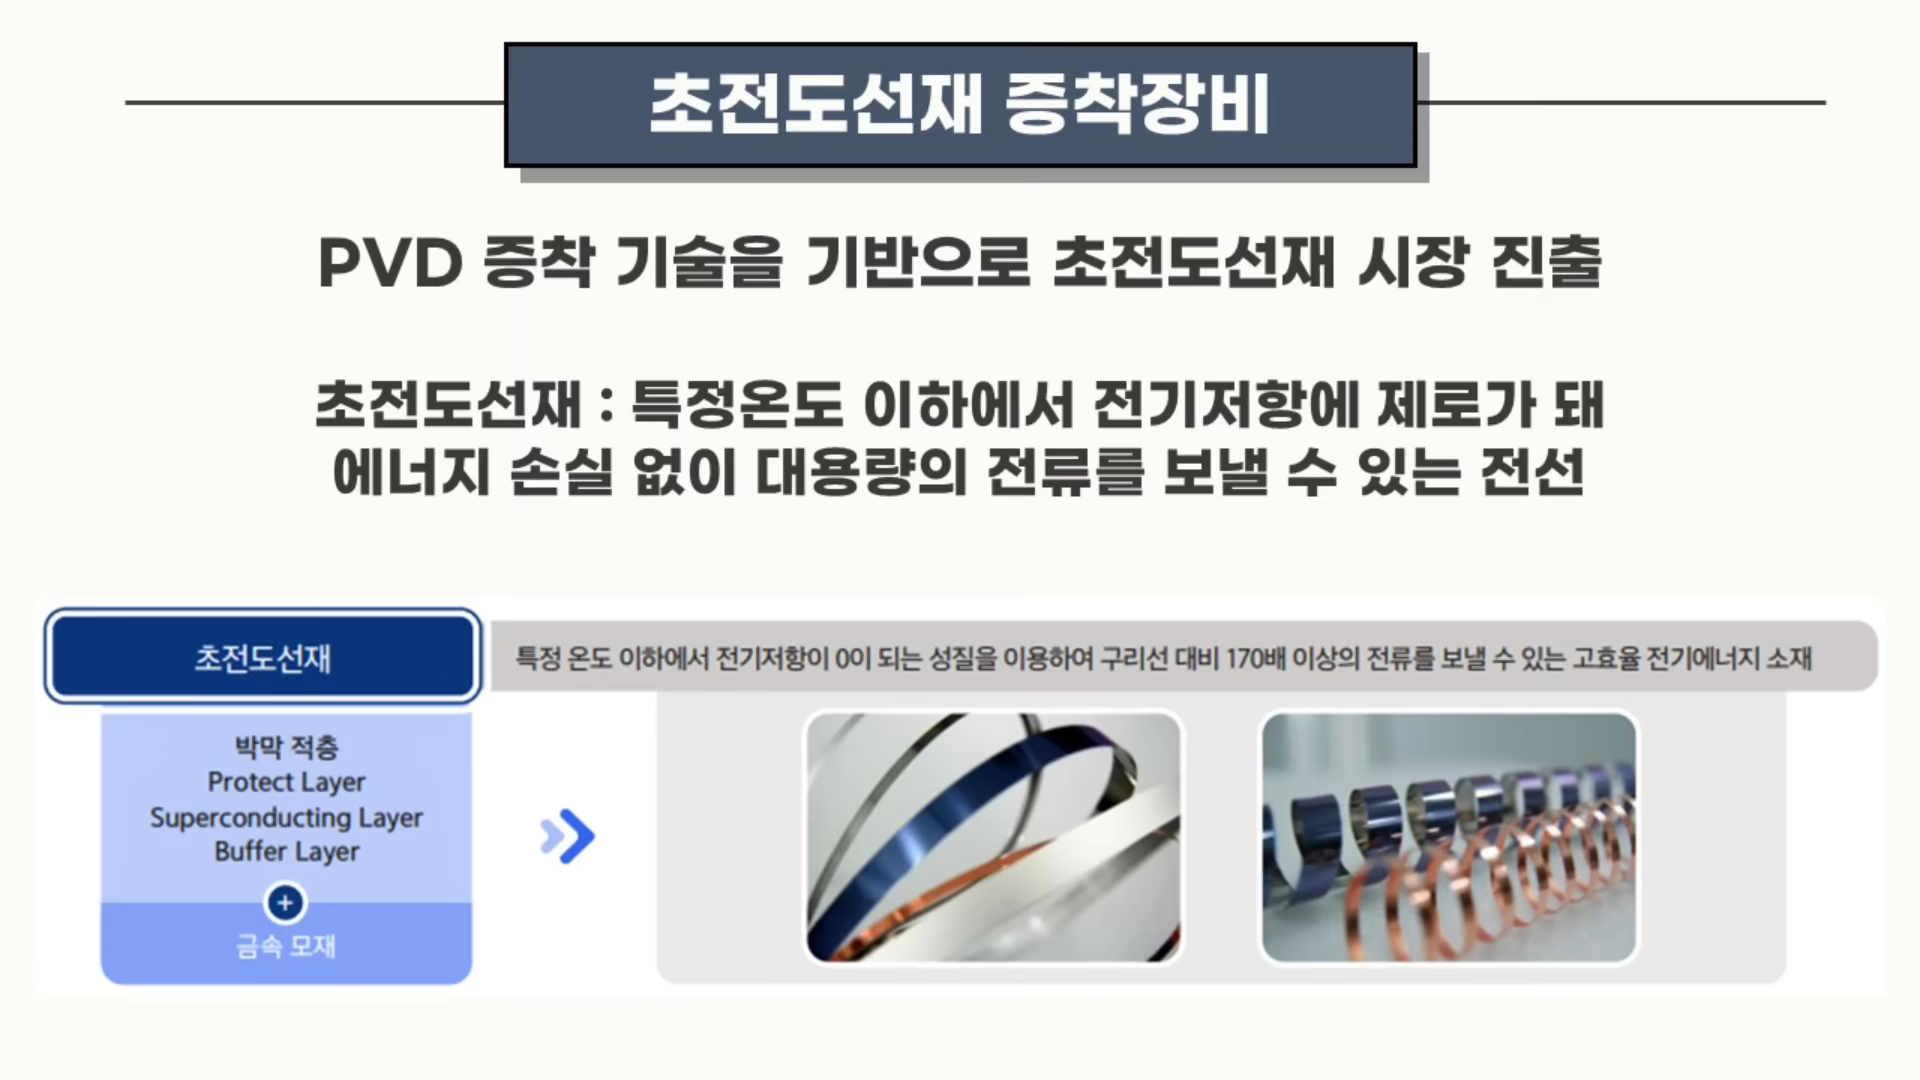 초전도선재 증착장비
PVD 증착 기술을 기반으로 초전도선재 시장 진출
초전도선재 : 특정온도 이하에서 전기저항에 제로가 돼
에너지 손실 없이 대용량의 전류를 보낼 수 있는 전선
초전도선재
특정 온도 이하에서 전기저항이 0이 되는 성질을 이용하여 구리선 대비 170배 이상의 전류를 보낼 수 있는 고효율 전기에너지 소재
박막 적층
Protect Layer
Superconducting Layer
Buffer Layer
+
금속 모재